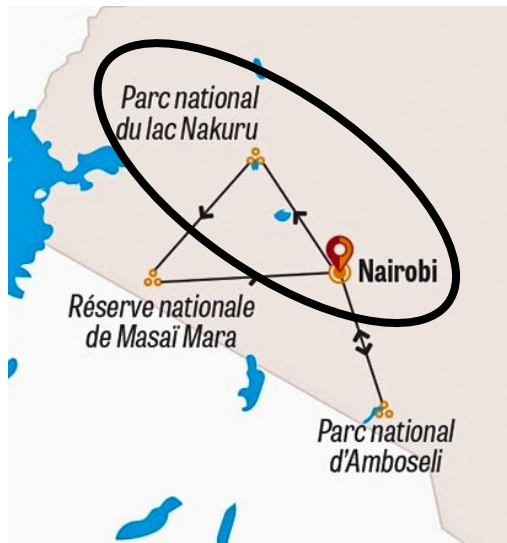 Parc national
du lac Nakuru
Nairobi
Réserve nationale
de Masaï Mara
Parc national
d'Amboseli